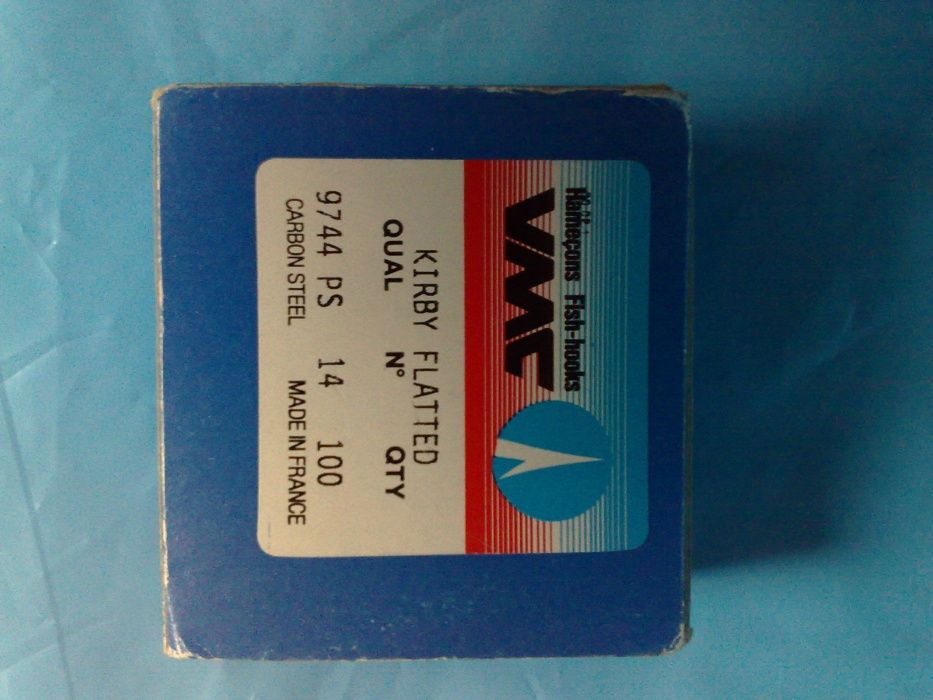 Hameçons Fish-hooks
VMC
KIRBY FLATTED
QUAL N° QTY
9744 PS 14 100
CARBON STEEL MADE IN FRANCE